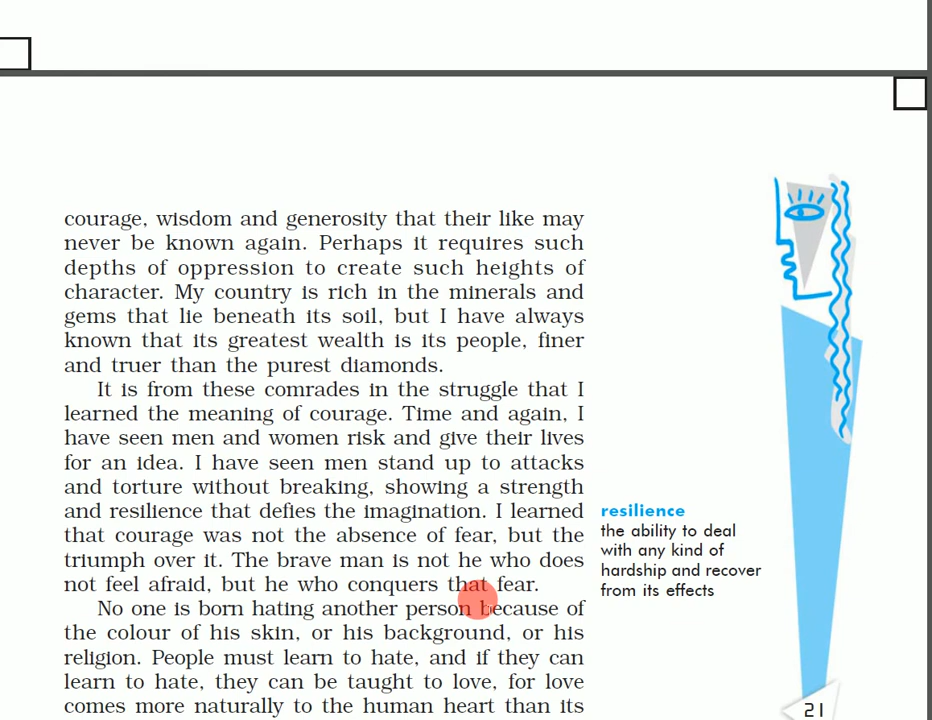 courage, wisdom and generosity that their like may
never be known again. Perhaps it requires such
depths of oppression to create such heights of
character. My country is rich in the minerals and
gems that lie beneath its soil, but I have always
known that its greatest wealth is its people, finer
and truer than the purest diamonds.
It is from these comrades in the struggle that I
learned the meaning of courage. Time and again, I
have seen men and women risk and give their lives
for an idea. I have seen men stand up to attacks
and torture without breaking, showing a strength
and resilience that defies the imagination. I learned
that courage was not the absence of fear, but the
triumph over it. The brave man is not he who does
not feel afraid, but he who conquers that fear.
No one is born hating another person because of
the colour of his skin, or his background, or his
religion. People must learn to hate, and if they can
learn to hate, they can be taught to love, for love
comes more naturally to the human heart than its
resilience
the ability to deal
with any kind of
hardship and recover
from its effects
21